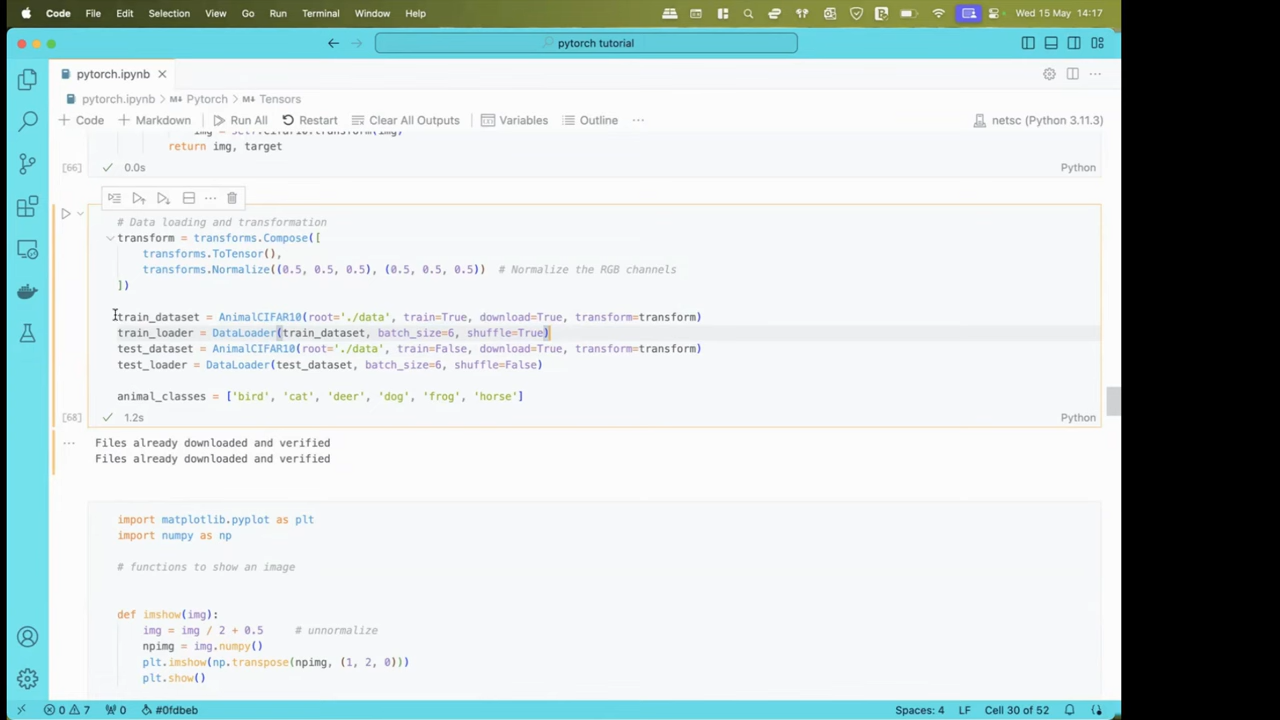 Code File Edit Selection View Go Run Terminal Window Help Wed 15 May 14:17
pytorch tutorial
pytorch.ipynb
pytorch.ipynb > Pytorch > Tensors
+ Code + Markdown Run All Restart Clear All Outputs Variables Outline ... netsc (Python 3.11.3)
return img, target
[66] 0.0s Python
# Data loading and transformation
transform = transforms.Compose([
transforms.ToTensor(),
transforms.Normalize((0.5, 0.5, 0.5), (0.5, 0.5, 0.5)) # Normalize the RGB channels
])
train_dataset = AnimalCIFAR10(root='./data', train=True, download=True, transform=transform)
train_loader = DataLoader(train_dataset, batch_size=6, shuffle=True)
test_dataset = AnimalCIFAR10(root='./data', train=False, download=True, transform=transform)
test_loader = DataLoader(test_dataset, batch_size=6, shuffle=False)
animal_classes = ['bird', 'cat', 'deer', 'dog', 'frog', 'horse']
[68] 1.2s Python
Files already downloaded and verified
Files already downloaded and verified
import matplotlib.pyplot as plt
import numpy as np
# functions to show an image
def imshow(img):
img = img / 2 + 0.5 # unnormalize
npimg = img.numpy()
plt.imshow(np.transpose(npimg, (1, 2, 0)))
plt.show()
0 7 0 #0fdbeb Spaces: 4 LF Cell 30 of 52